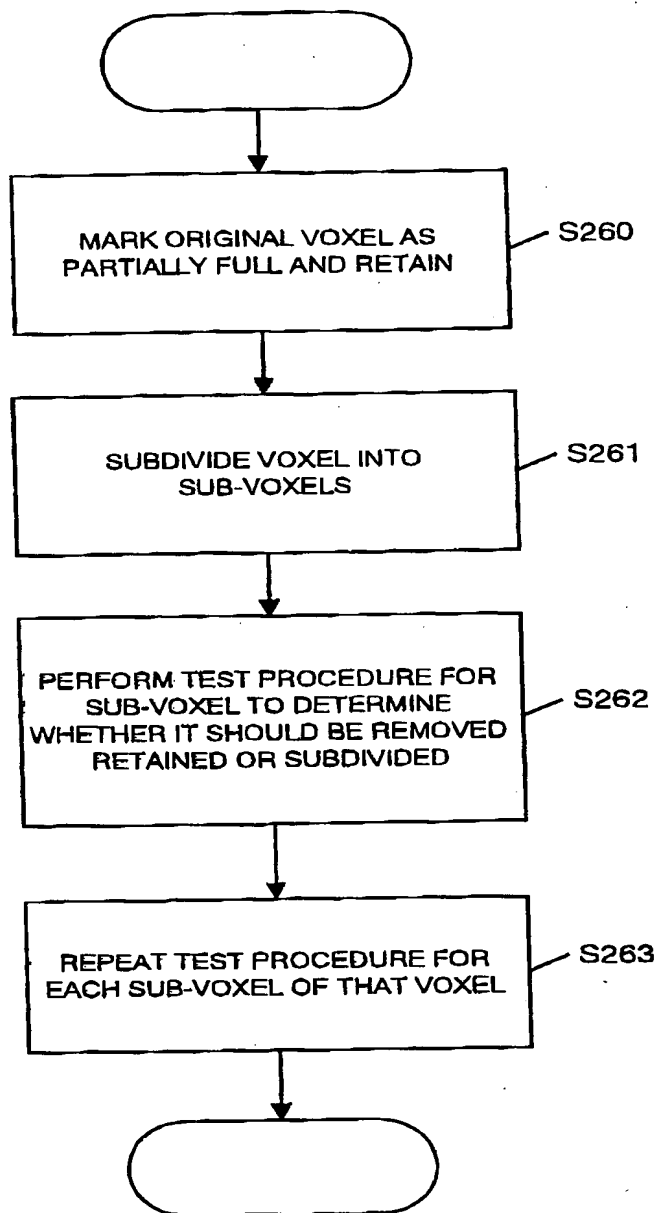 MARK ORIGINAL VOXEL AS
PARTIALLY FULL AND RETAIN
S260
SUBDIVIDE VOXEL INTO
SUB-VOXELS
S261
PERFORM TEST PROCEDURE FOR
SUB-VOXEL TO DETERMINE
WHETHER IT SHOULD BE REMOVED
RETAINED OR SUBDIVIDED
S262
REPEAT TEST PROCEDURE FOR
EACH SUB-VOXEL OF THAT VOXEL
S263